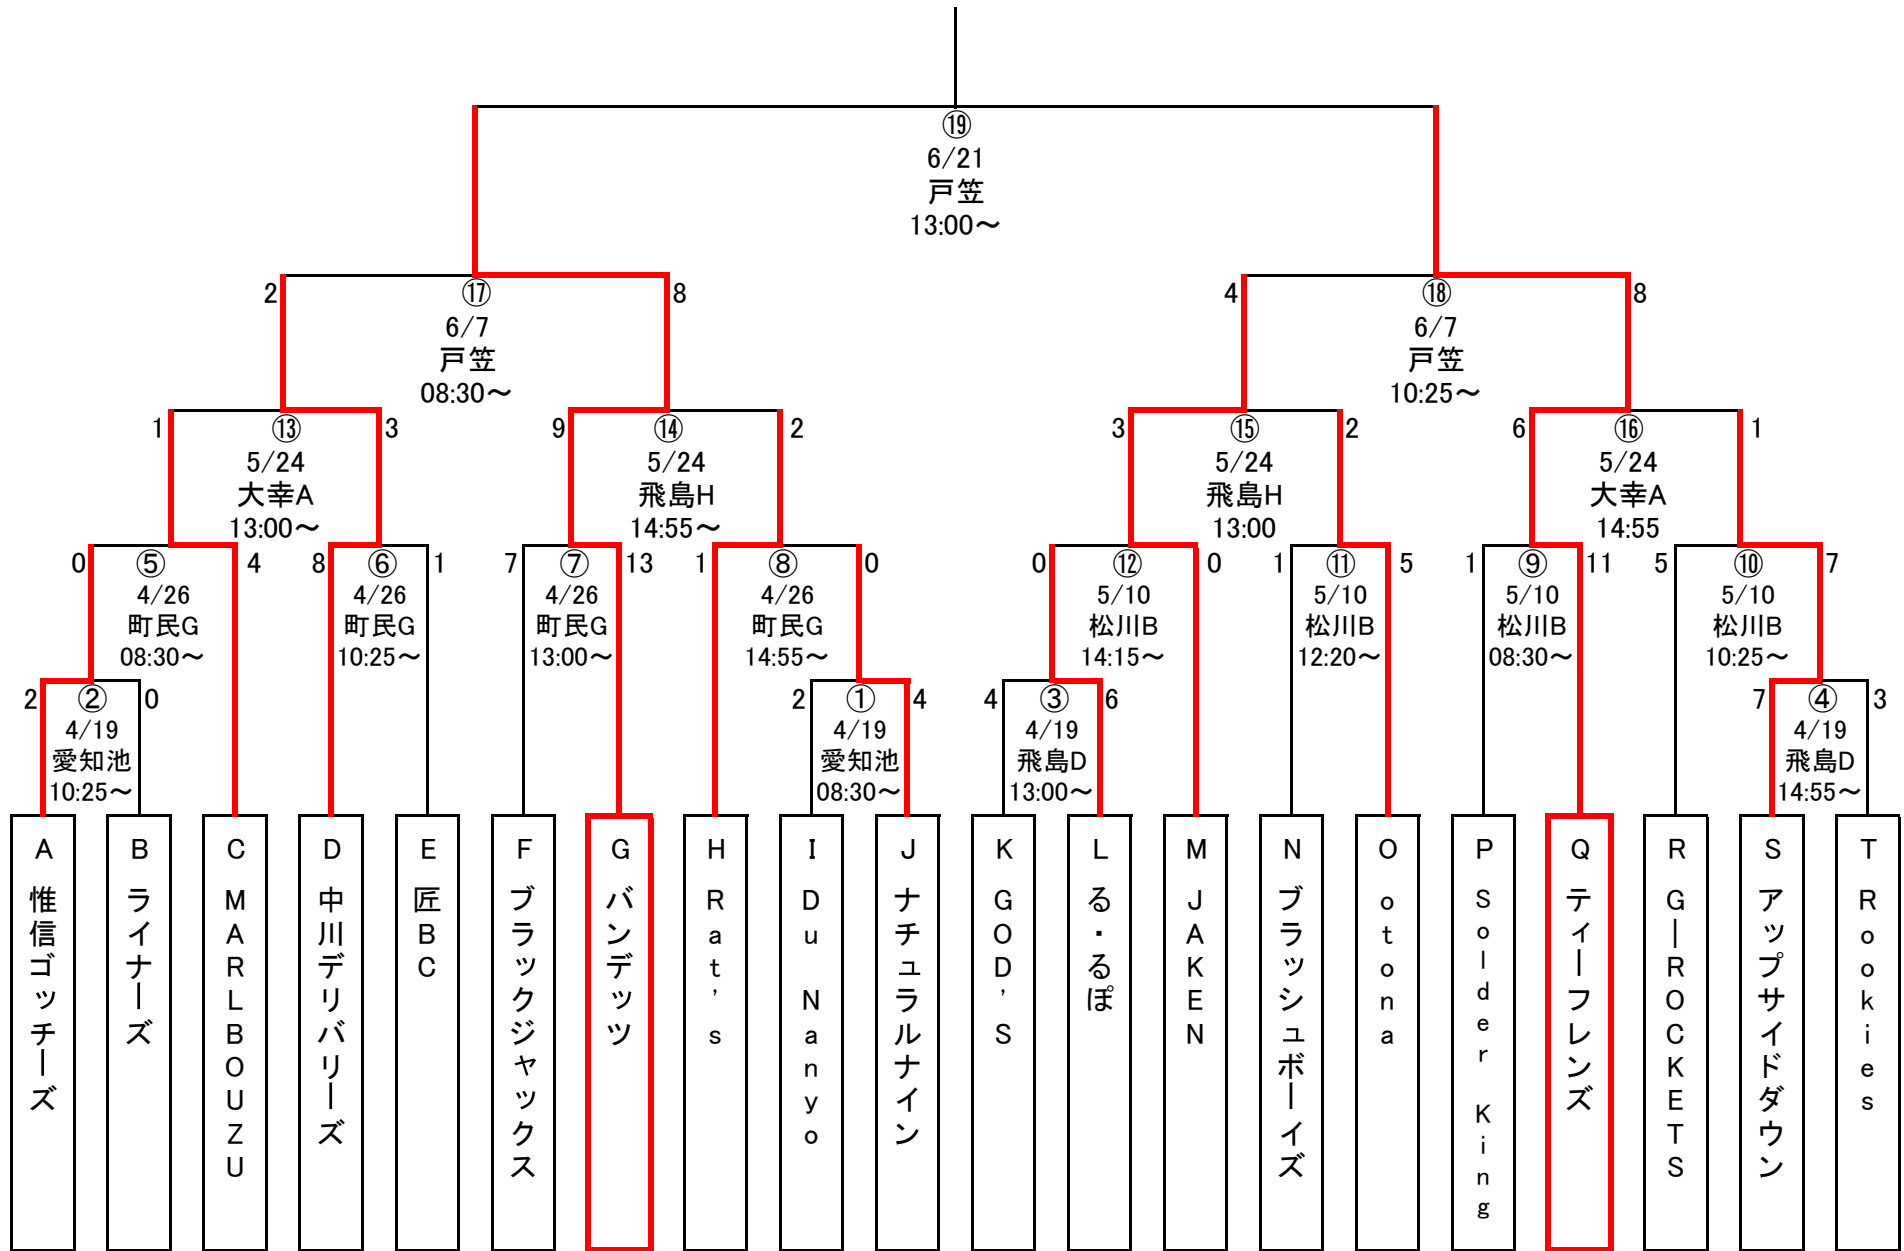 ⑲
6/21
戸笠
13:00～
2 ⑰ 8
6/7
戸笠
08:30～
4 ⑱ 8
6/7
戸笠
10:25～
1 ⑬ 3
5/24
大幸A
13:00～
9 ⑭ 2
5/24
飛島H
14:55～
3 ⑮ 2
5/24
飛島H
13:00
6 ⑯ 1
5/24
大幸A
14:55
0 ⑤ 4
4/26
町民G
08:30～
8 ⑥ 1
4/26
町民G
10:25～
7 ⑦ 13
4/26
町民G
13:00～
1 ⑧ 0
4/26
町民G
14:55～
0 ⑫ 0
5/10
松川B
14:15～
1 ⑪ 5
5/10
松川B
12:20～
1 ⑨ 11
5/10
松川B
08:30～
5 ⑩ 7
5/10
松川B
10:25～
2 ② 0
4/19
愛知池
10:25～
2 ① 4
4/19
愛知池
08:30～
4 ③ 6
4/19
飛島D
13:00～
7 ④ 3
4/19
飛島D
14:55～
A 惟信ゴッチーズ
B ライナーズ
C MARLBOUZU
D 中川デリバリーズ
E 匠BC
F ブラックジャックス
G バンデッツ
H Rat's
I Du Nanyo
J ナチュラルナイン
K GOD'S
L る・るぽ
M JAKEN
N ブラッシュボーイズ
O otona
P Solder King
Q ティーフレンズ
R G－ROCKETS
S アップサイドダウン
T Rookies